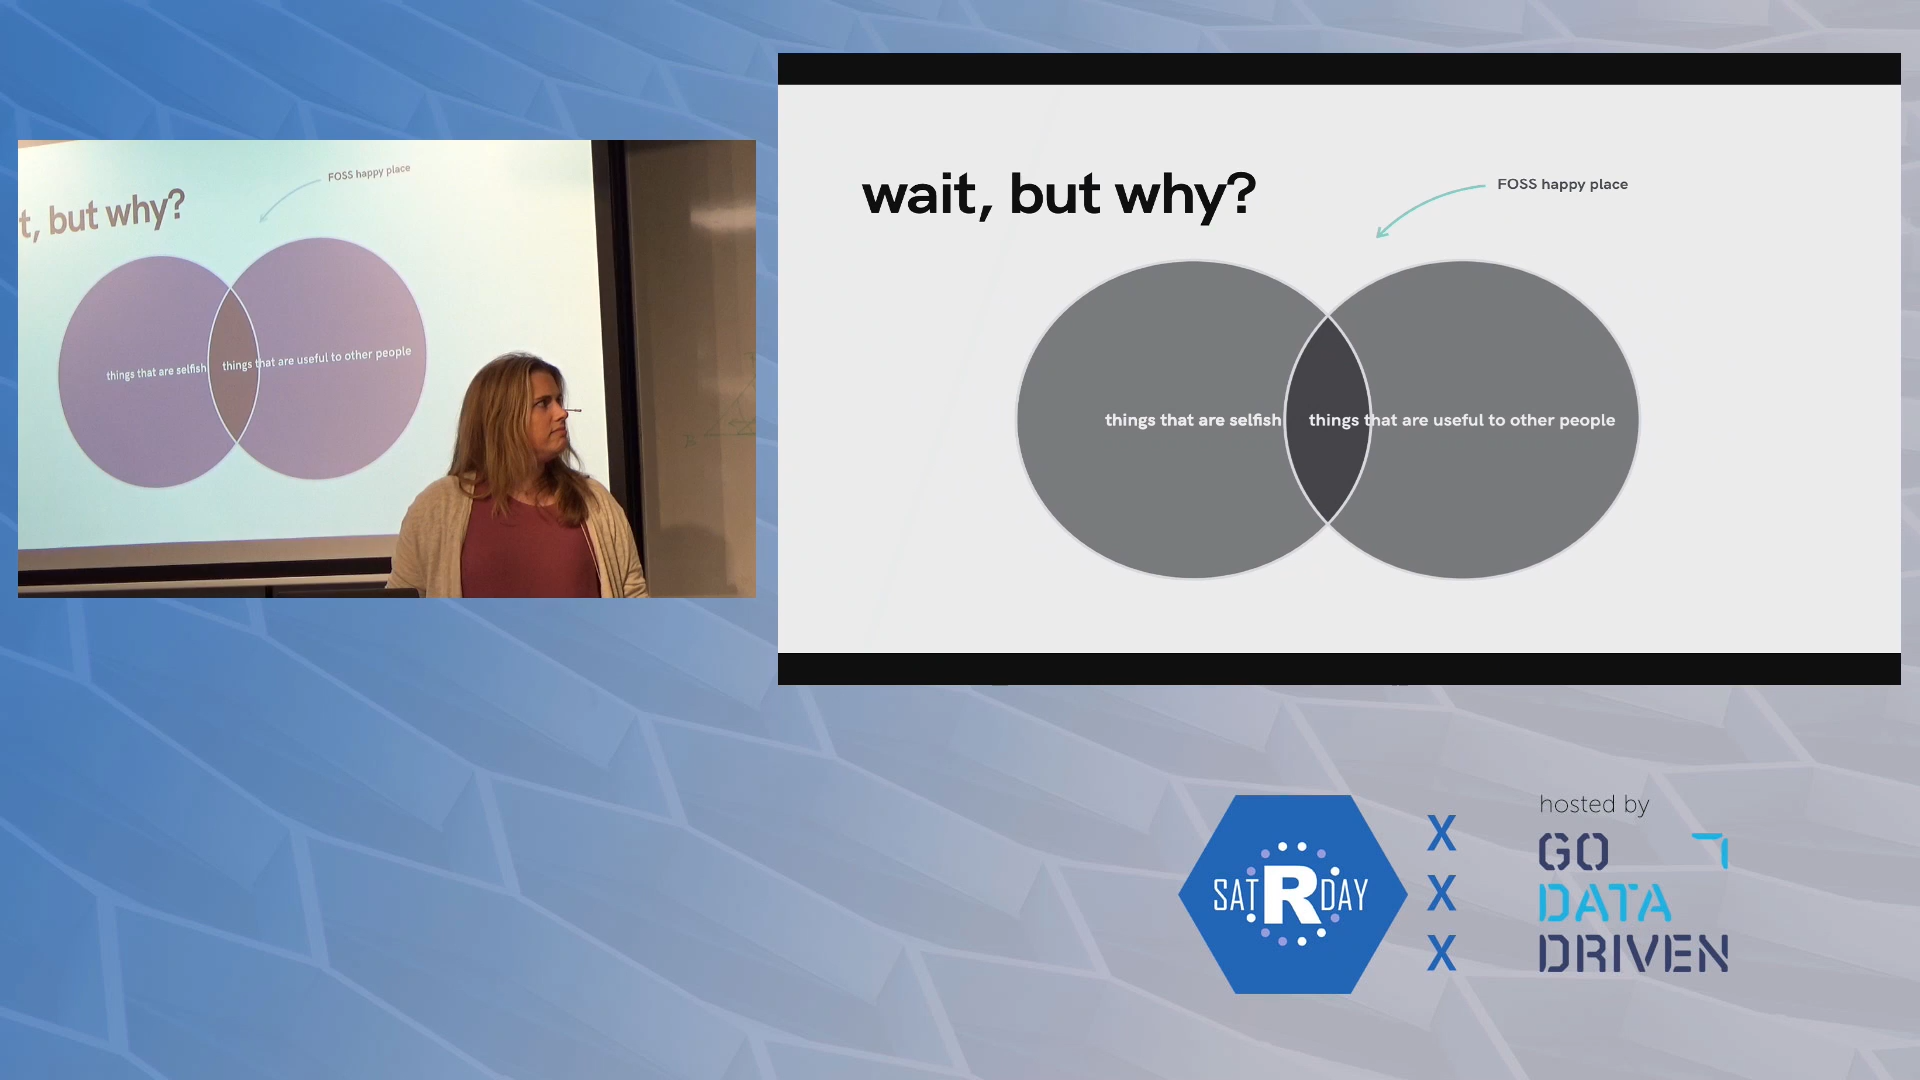 FOSS happy place
t, but why?
things that are selfish
things that are useful to other people
wait, but why?
FOSS happy place
things that are selfish
things that are useful to other people
SAT R DAY
X
X
X
hosted by
GO
DATA
DRIVEN